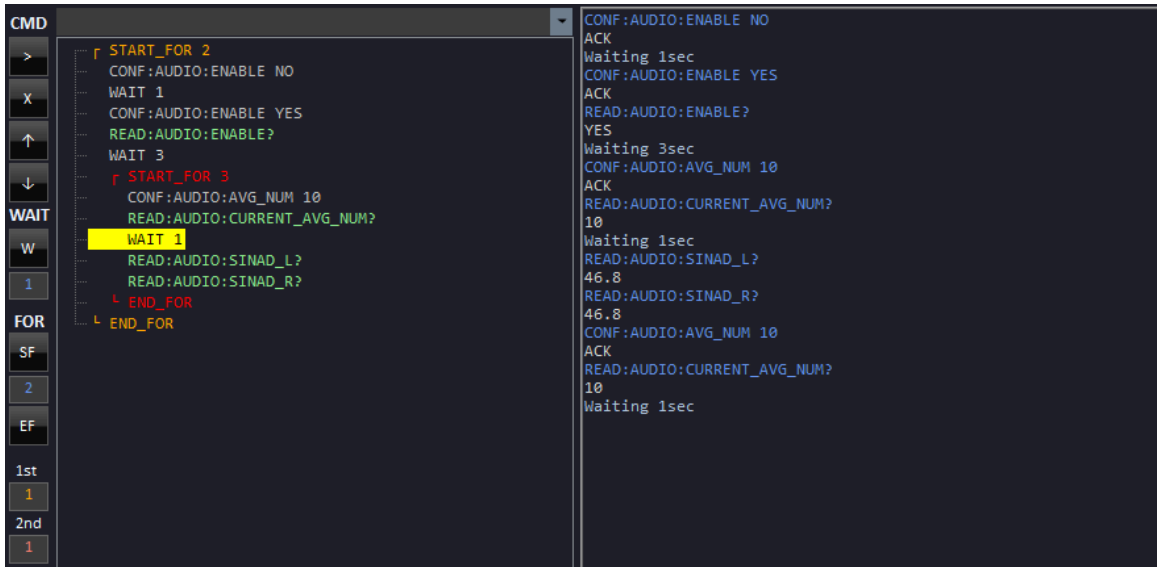 CMD
>
X
↑
↓
WAIT
W
1
FOR
SF
2
EF
1st
1
2nd
1
┌ START_FOR 2
CONF:AUDIO:ENABLE NO
WAIT 1
CONF:AUDIO:ENABLE YES
READ:AUDIO:ENABLE?
WAIT 3
┌ START_FOR 3
CONF:AUDIO:AVG_NUM 10
READ:AUDIO:CURRENT_AVG_NUM?
WAIT 1
READ:AUDIO:SINAD_L?
READ:AUDIO:SINAD_R?
└ END_FOR
└ END_FOR
CONF:AUDIO:ENABLE NO
ACK
Waiting 1sec
CONF:AUDIO:ENABLE YES
ACK
READ:AUDIO:ENABLE?
YES
Waiting 3sec
CONF:AUDIO:AVG_NUM 10
ACK
READ:AUDIO:CURRENT_AVG_NUM?
10
Waiting 1sec
READ:AUDIO:SINAD_L?
46.8
READ:AUDIO:SINAD_R?
46.8
CONF:AUDIO:AVG_NUM 10
ACK
READ:AUDIO:CURRENT_AVG_NUM?
10
Waiting 1sec